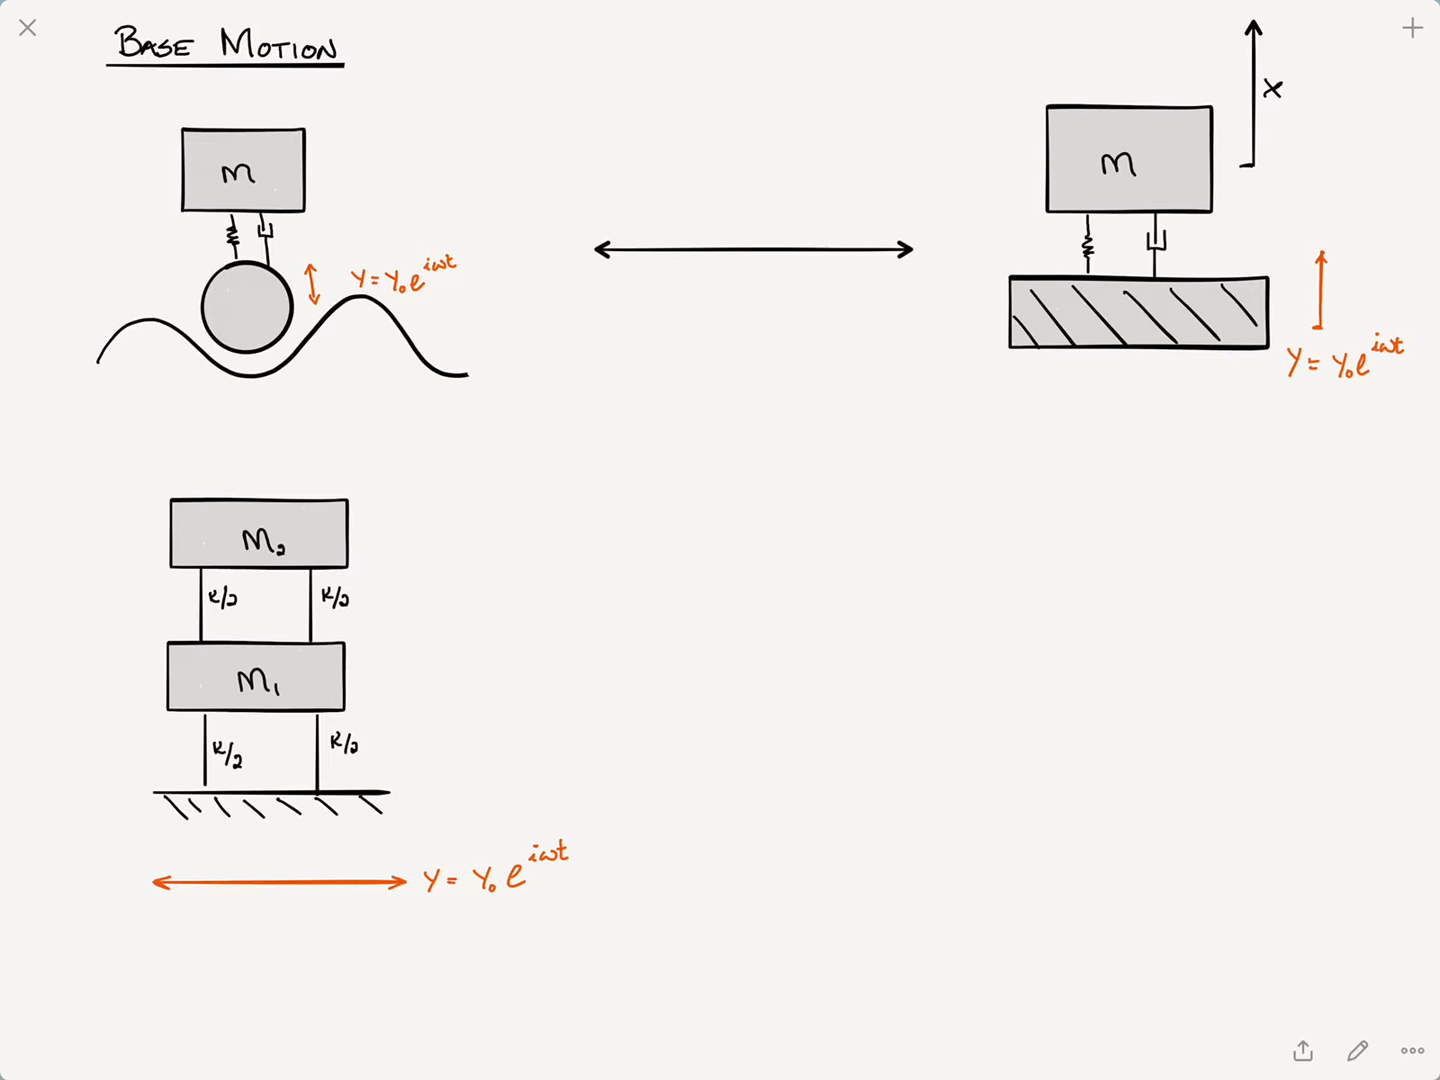 BASE MOTION
x
m
m
y = y₀e^{iωt}
y = y₀e^{iωt}
m₂
k/2 k/2
m₁
k/2 k/2
y = y₀e^{iωt}